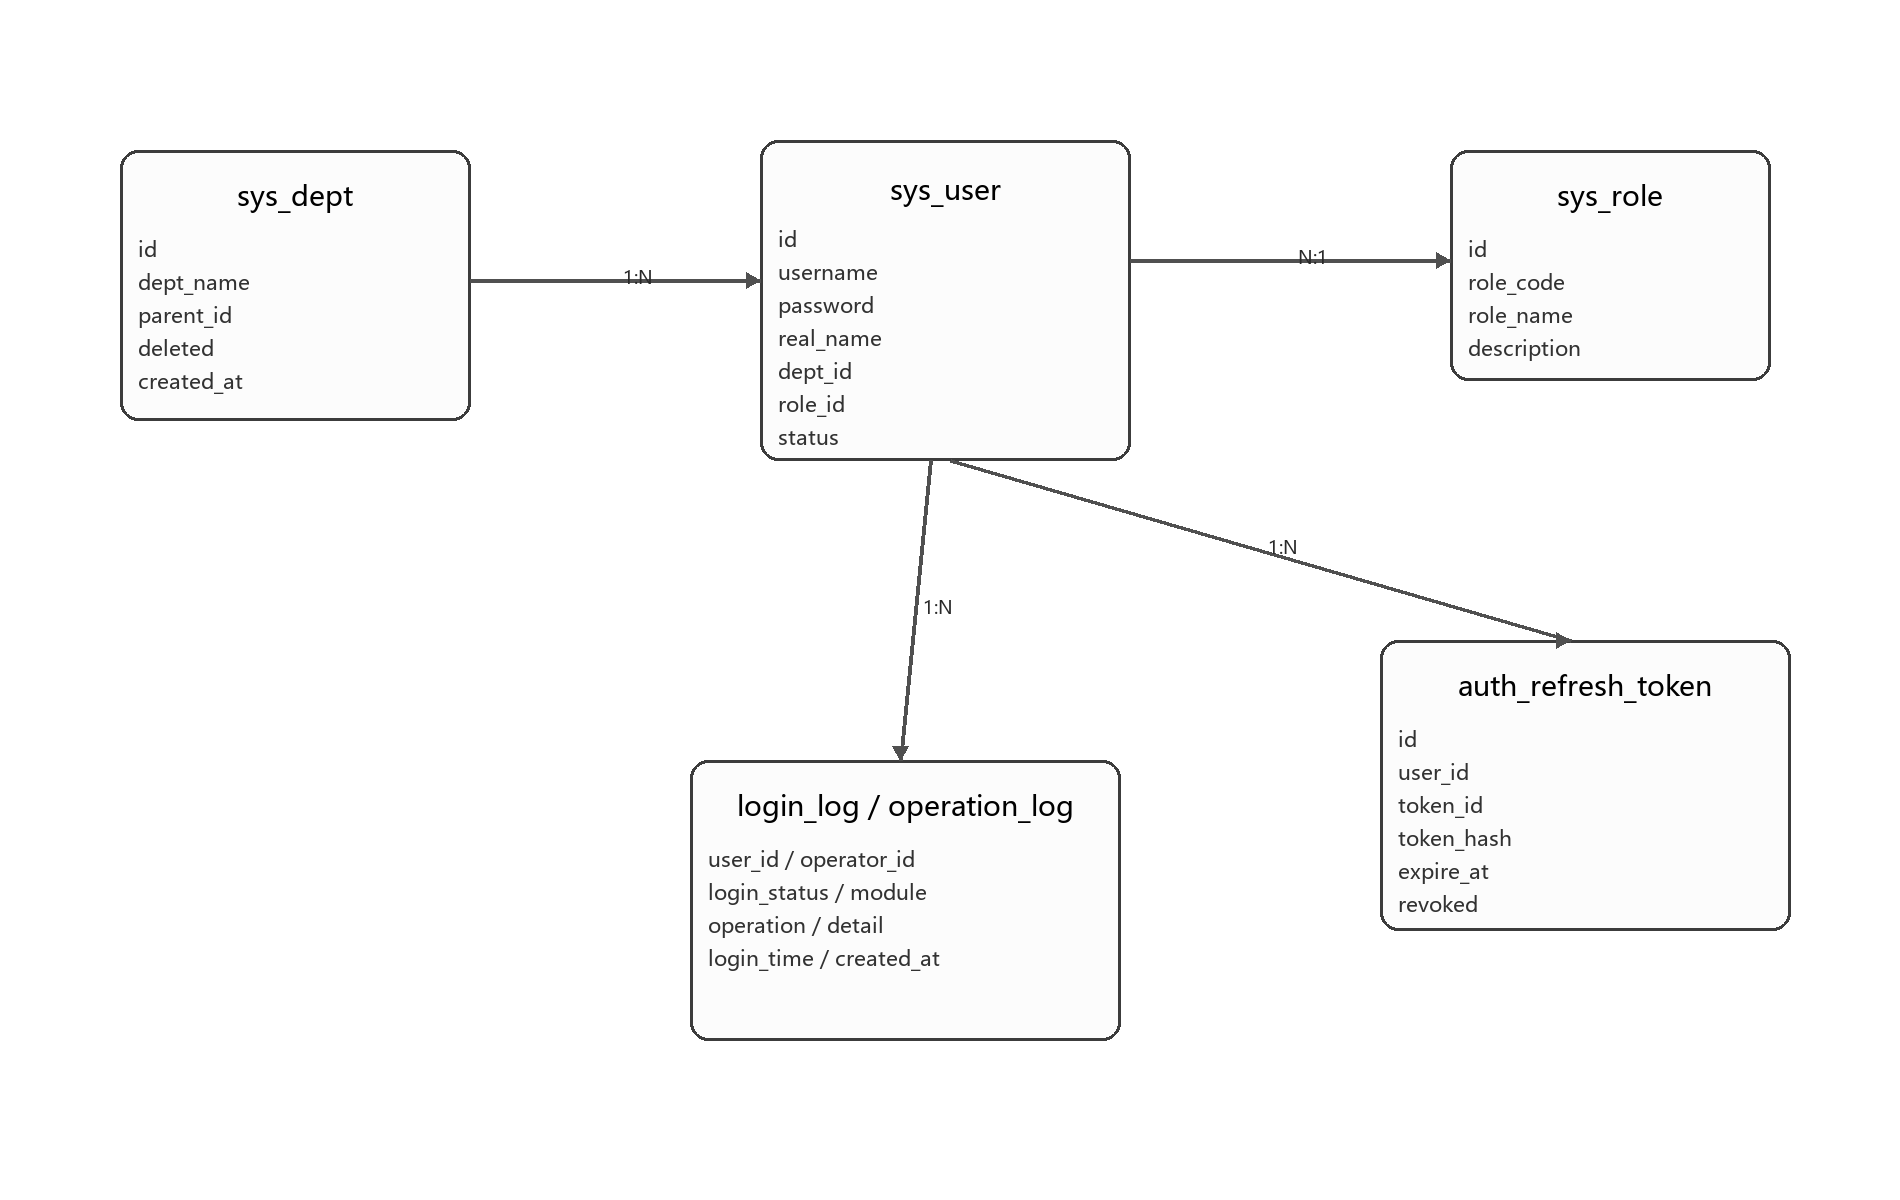 sys_dept
id
dept_name
parent_id
deleted
created_at
1:N
sys_user
id
username
password
real_name
dept_id
role_id
status
N:1
sys_role
id
role_code
role_name
description
1:N
1:N
login_log / operation_log
user_id / operator_id
login_status / module
operation / detail
login_time / created_at
auth_refresh_token
id
user_id
token_id
token_hash
expire_at
revoked